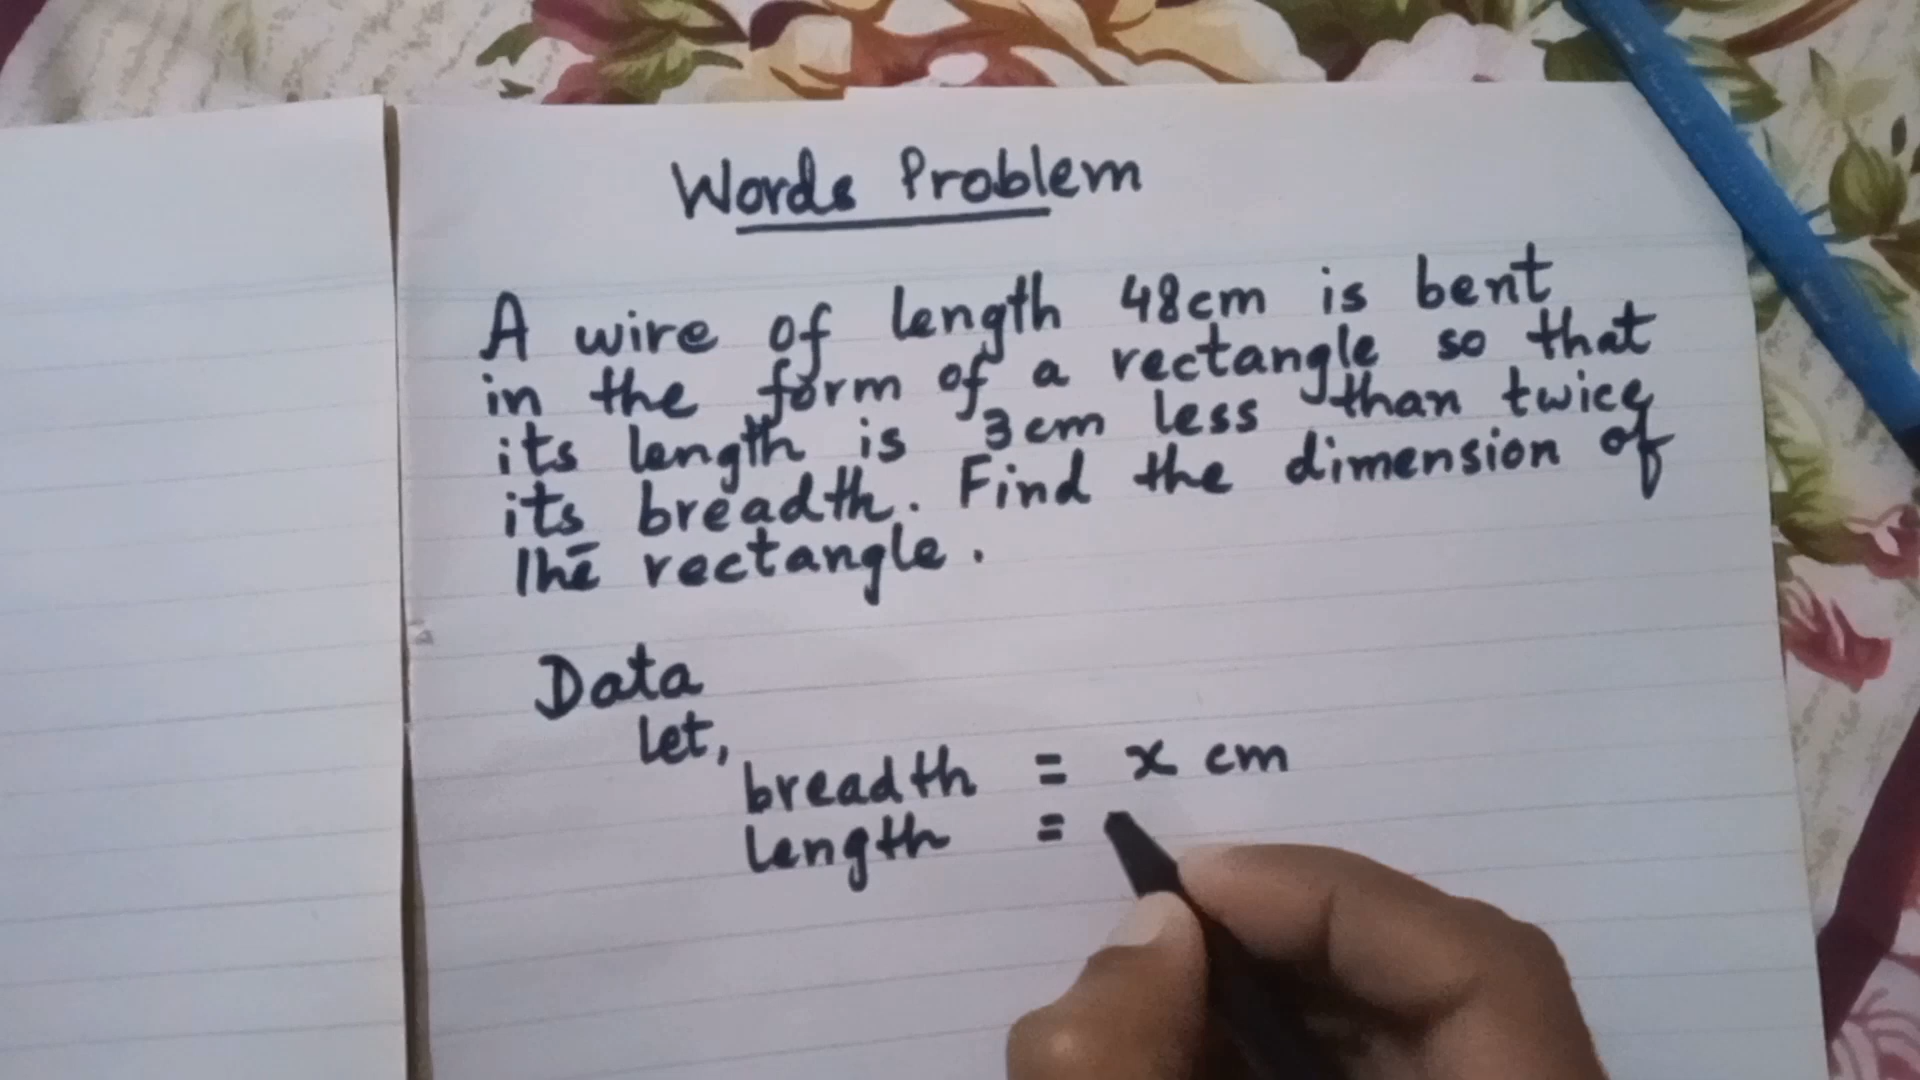 Words Problem
A wire of length 48cm is bent
in the form of a rectangle so that
its length is 3cm less than twice
its breadth. Find the dimension of
The rectangle.
Data
let,
breadth = x cm
length =